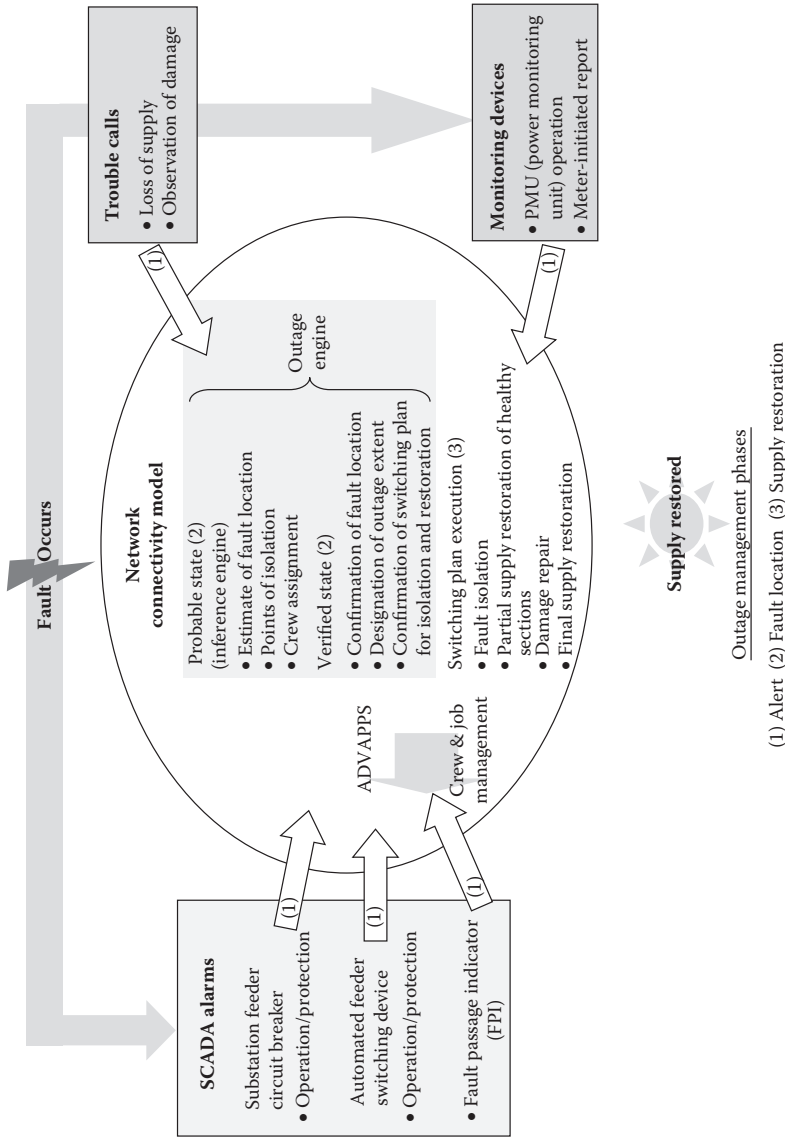 Fault Occurs
SCADA alarms
Substation feeder
circuit breaker
• Operation/protection
Automated feeder
switching device
• Operation/protection
• Fault passage indicator
(FPI)
(1)
(1)
(1)
Network
connectivity model
Probable state (2)
(inference engine)
• Estimate of fault location
• Points of isolation
• Crew assignment
Verified state (2)
• Confirmation of fault location
• Designation of outage extent
• Confirmation of switching plan
for isolation and restoration
Outage
engine
ADVAPPS
Crew & job
management
Switching plan execution (3)
• Fault isolation
• Partial supply restoration of healthy
sections
• Damage repair
• Final supply restoration
Trouble calls
• Loss of supply
• Observation of damage
(1)
Monitoring devices
• PMU (power monitoring
unit) operation
• Meter-initiated report
(1)
Supply restored
Outage management phases
(1) Alert (2) Fault location (3) Supply restoration